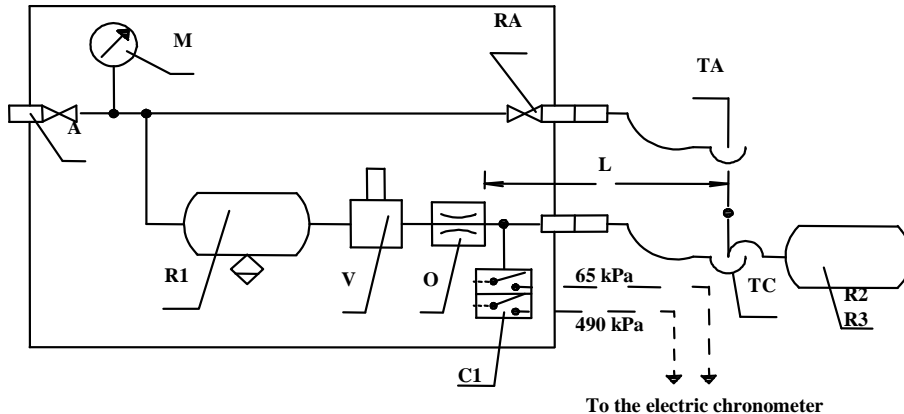 M
RA
TA
A
L
R1
V
O
65 kPa
TC
R2
R3
490 kPa
C1
To the electric chronometer